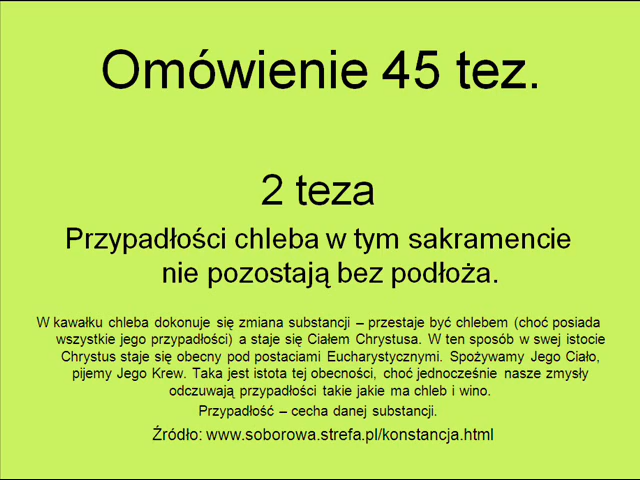 Omówienie 45 tez.
2 teza
Przypadłości chleba w tym sakramencie
nie pozostają bez podłoża.
W kawałku chleba dokonuje się zmiana substancji – przestaje być chlebem (choć posiada
wszystkie jego przypadłości) a staje się Ciałem Chrystusa. W ten sposób w swej istocie
Chrystus staje się obecny pod postaciami Eucharystycznymi. Spożywamy Jego Ciało,
pijemy Jego Krew. Taka jest istota tej obecności, choć jednocześnie nasze zmysły
odczuwają przypadłości takie jakie ma chleb i wino.
Przypadłość – cecha danej substancji.
Źródło: www.soborowa.strefa.pl/konstancja.html